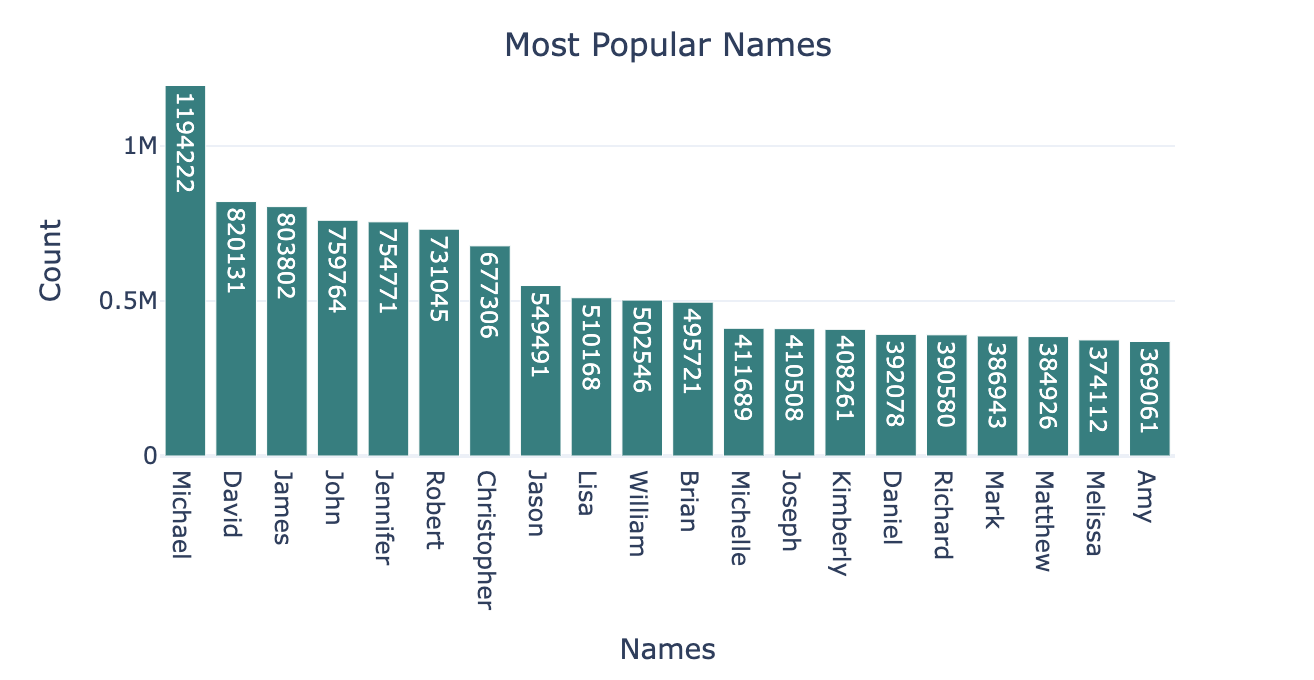 Most Popular Names
Count
1M
0.5M
0
1194222
820131
803802
759764
754771
731045
677306
549491
510168
502546
495721
411689
410508
408261
392078
390580
386943
384926
374112
369061
Michael
David
James
John
Jennifer
Robert
Christopher
Jason
Lisa
William
Brian
Michelle
Joseph
Kimberly
Daniel
Richard
Mark
Matthew
Melissa
Amy
Names